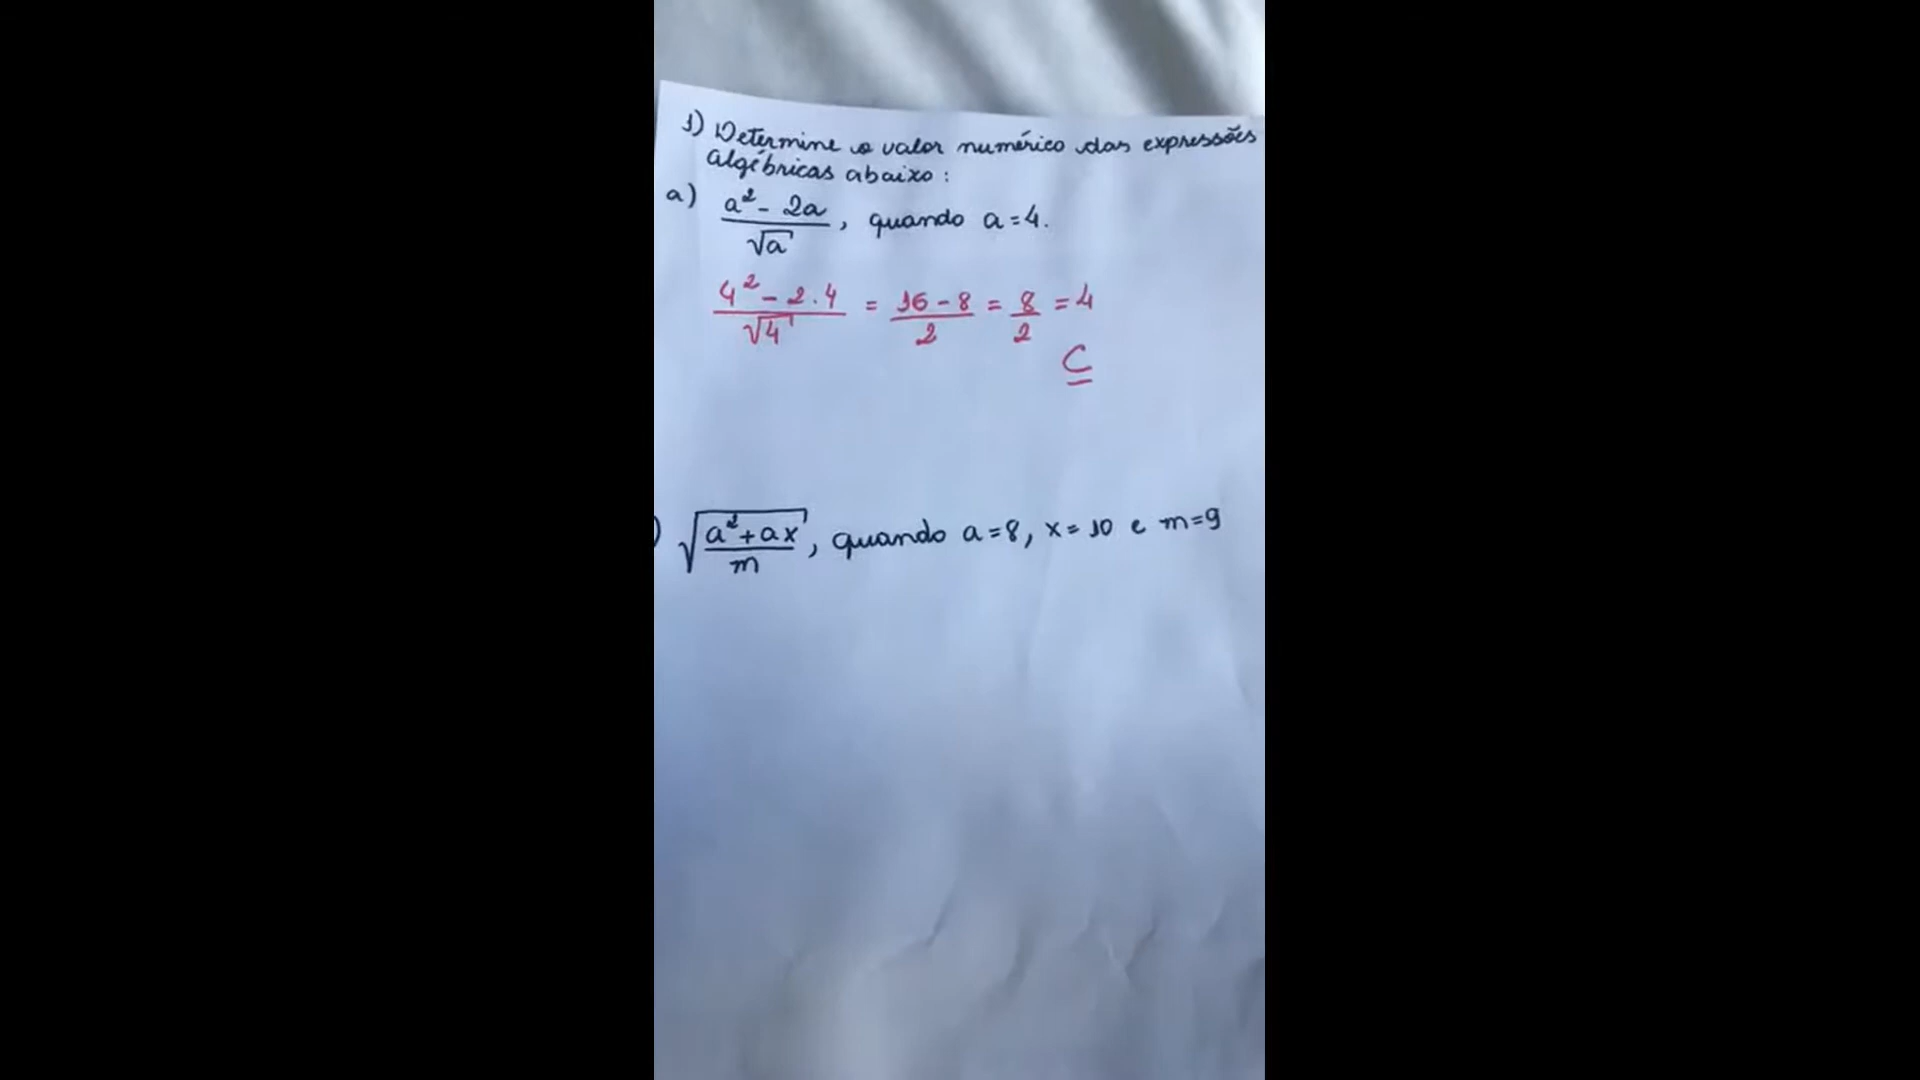 1) Determine o valor numérico das expressões
algébricas abaixo:
a) (a² - 2a)/√a, quando a=4.
(4² - 2.4)/√4 = (16 - 8)/2 = 8/2 = 4
C
) √((a² + ax)/m), quando a=8, x=10 e m=9